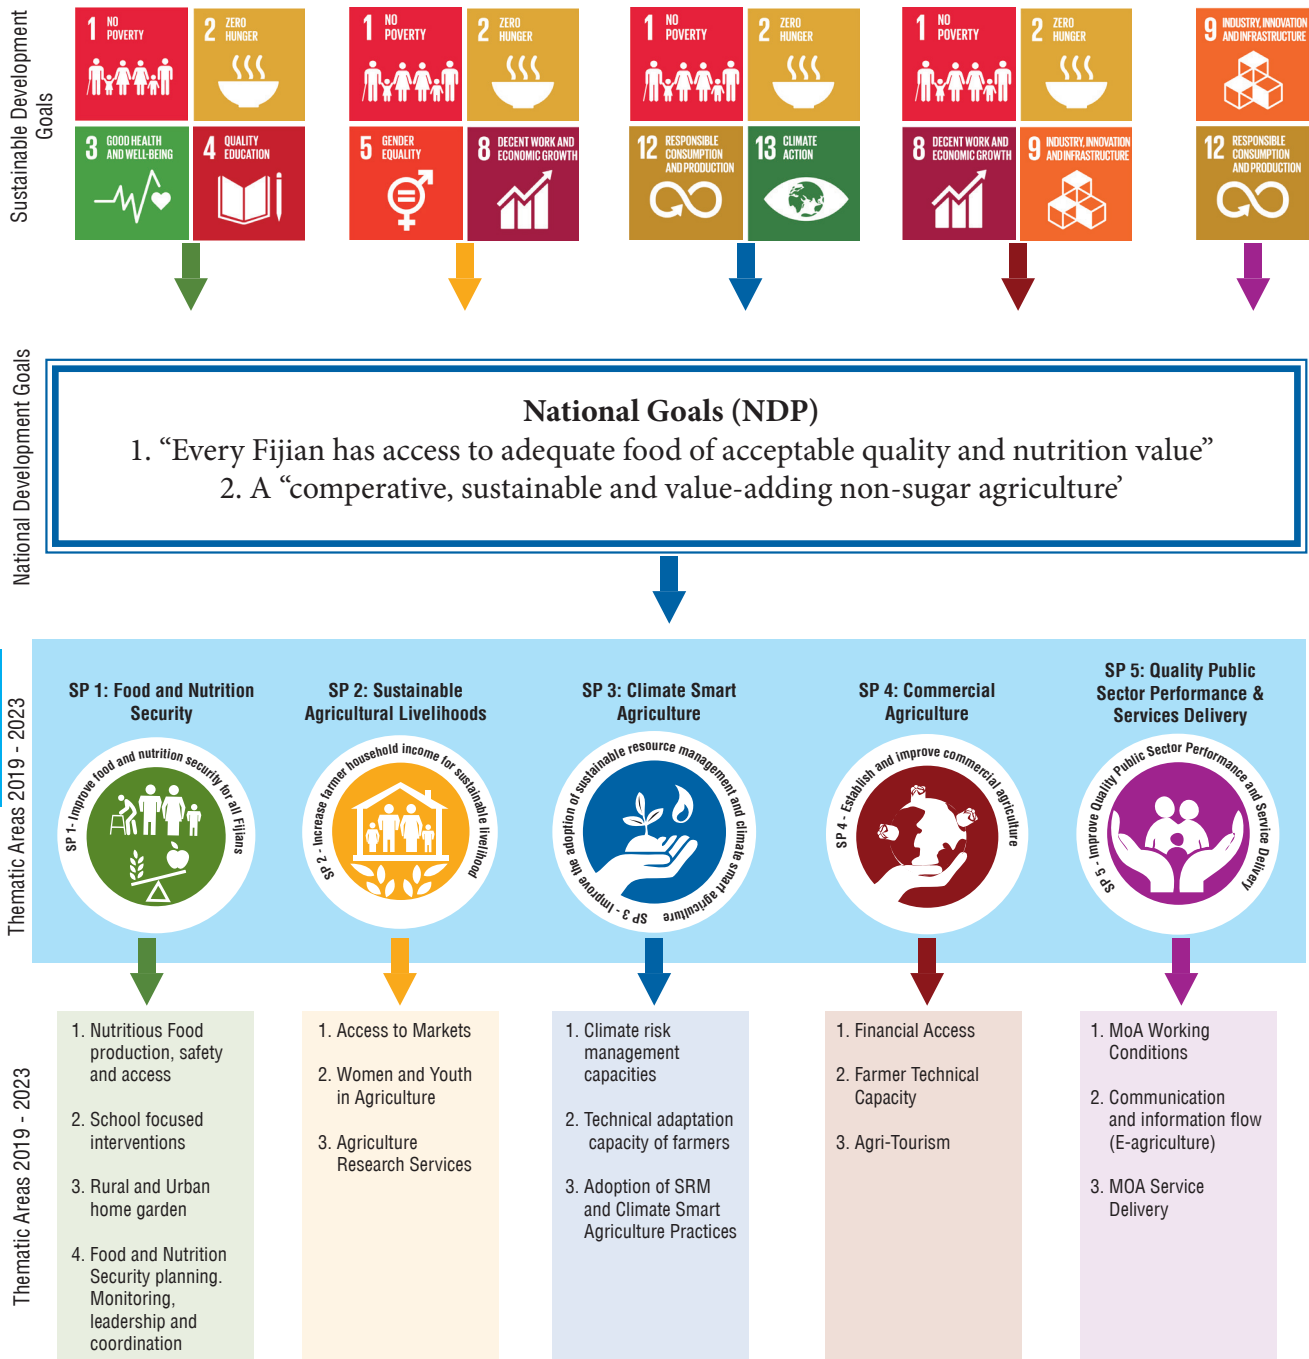 Sustainable Development
Goals
1 NO
POVERTY
2 ZERO
HUNGER
3 GOOD HEALTH
AND WELL-BEING
4 QUALITY
EDUCATION
1 NO
POVERTY
2 ZERO
HUNGER
5 GENDER
EQUALITY
8 DECENT WORK AND
ECONOMIC GROWTH
1 NO
POVERTY
2 ZERO
HUNGER
12 RESPONSIBLE
CONSUMPTION
AND PRODUCTION
13 CLIMATE
ACTION
1 NO
POVERTY
2 ZERO
HUNGER
8 DECENT WORK AND
ECONOMIC GROWTH
9 INDUSTRY, INNOVATION
AND INFRASTRUCTURE
9 INDUSTRY, INNOVATION
AND INFRASTRUCTURE
12 RESPONSIBLE
CONSUMPTION
AND PRODUCTION
National Development Goals
National Goals (NDP)
1. “Every Fijian has access to adequate food of acceptable quality and nutrition value”
2. A “comperative, sustainable and value-adding non-sugar agriculture’
Thematic Areas 2019 - 2023
SP 1: Food and Nutrition
Security
SP 1- Improve food and nutrition security for all Fijians
SP 2: Sustainable
Agricultural Livelihoods
SP 2 - Increase farmer household income for sustainable livelihood
SP 3: Climate Smart
Agriculture
SP 3 - Improve the adoption of sustainable resource management and climate smart agriculture
SP 4: Commercial
Agriculture
SP 4 - Establish and improve commercial agriculture
SP 5: Quality Public
Sector Performance &
Services Delivery
SP 5 - Improve Quality Public Sector Performance and Service Delivery
Thematic Areas 2019 - 2023
1. Nutritious Food
production, safety
and access
2. School focused
interventions
3. Rural and Urban
home garden
4. Food and Nutrition
Security planning.
Monitoring,
leadership and
coordination
1. Access to Markets
2. Women and Youth
in Agriculture
3. Agriculture
Research Services
1. Climate risk
management
capacities
2. Technical adaptation
capacity of farmers
3. Adoption of SRM
and Climate Smart
Agriculture Practices
1. Financial Access
2. Farmer Technical
Capacity
3. Agri-Tourism
1. MoA Working
Conditions
2. Communication
and information flow
(E-agriculture)
3. MOA Service
Delivery